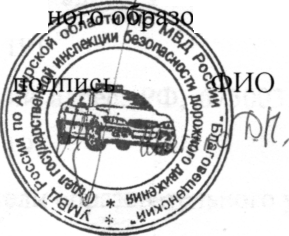 ного образо
подпись ФИО
УМВД России по Амурской области МВД России "Благовещенский"
отдел государственной инспекции безопасности дорожного движения